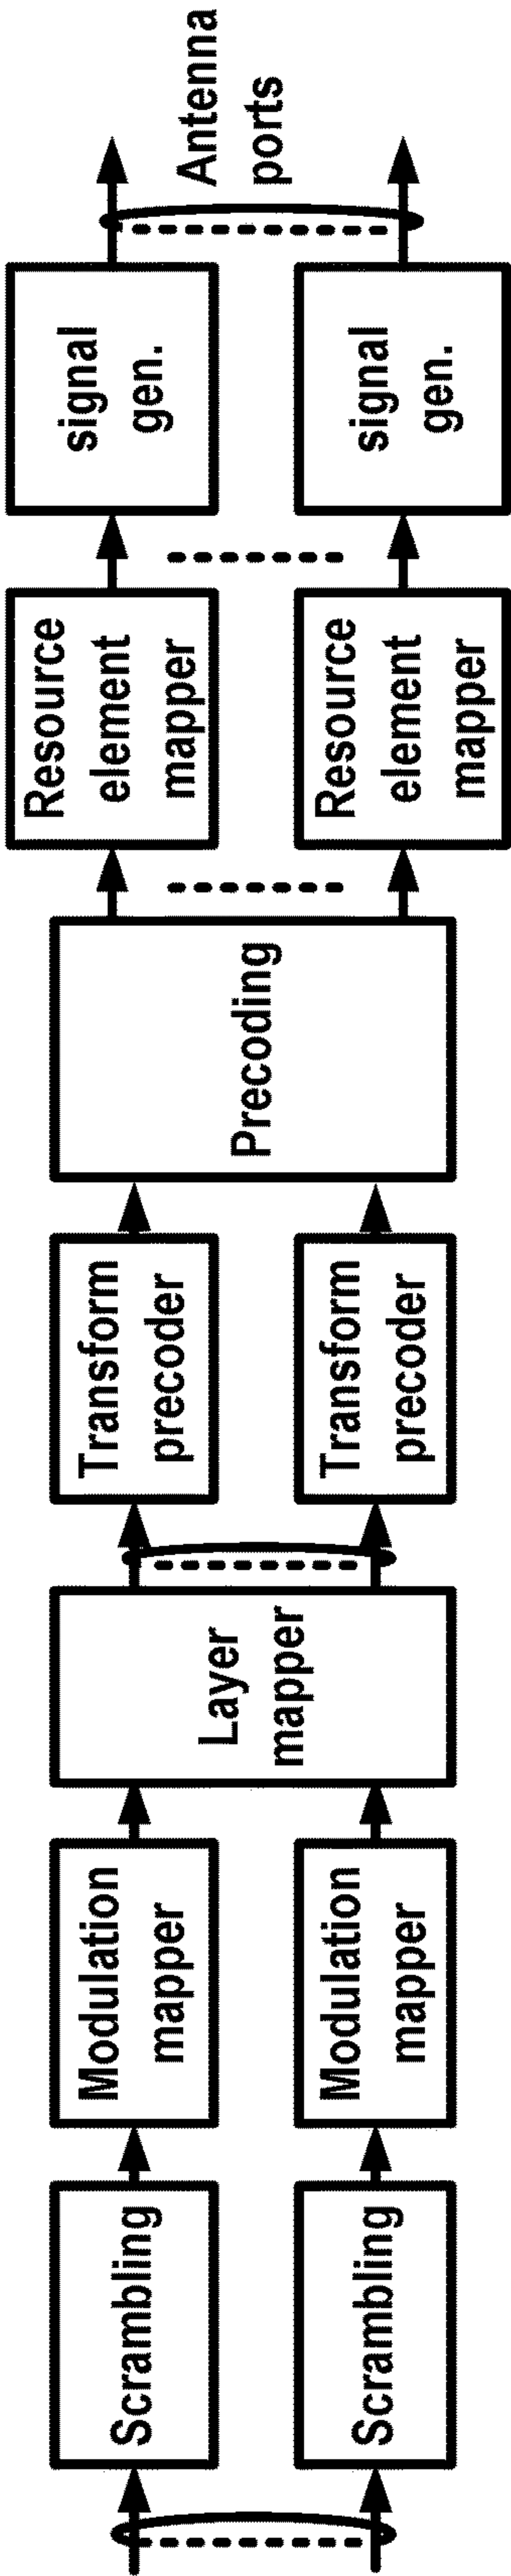 Scrambling
Modulation
mapper
Layer
mapper
Transform
precoder
Precoding
Resource
element
mapper
signal
gen.
Antenna
ports
Scrambling
Modulation
mapper
Transform
precoder
Resource
element
mapper
signal
gen.